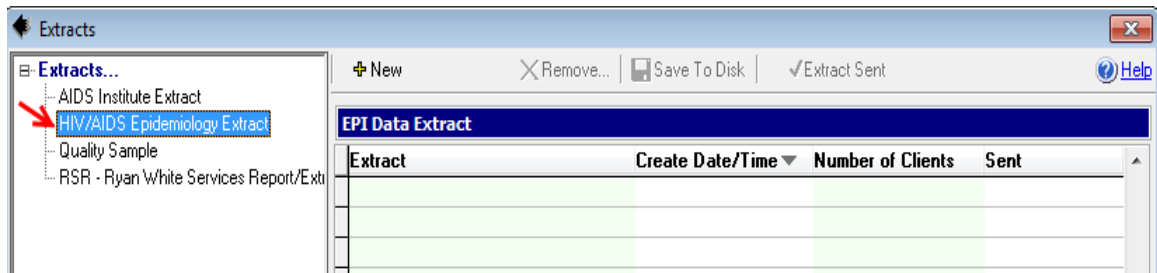 Extracts
Extracts...
AIDS Institute Extract
HIV/AIDS Epidemiology Extract
Quality Sample
RSR - Ryan White Services Report/Extr
New Remove... Save To Disk Extract Sent Help
EPI Data Extract
Extract Create Date/Time Number of Clients Sent